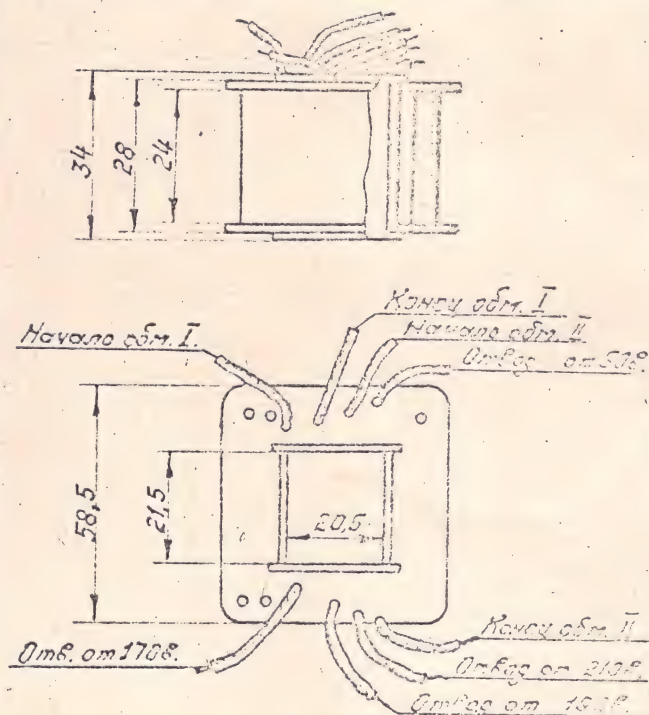 34
28
24
Конец обм. I
Начало обм. I.
Начало обм. II
Отвод от 50в.
58,5
21,5
20,5
Отв. от 170в.
Конец обм. II
Отвод от 210в.
Отвод от 190в.